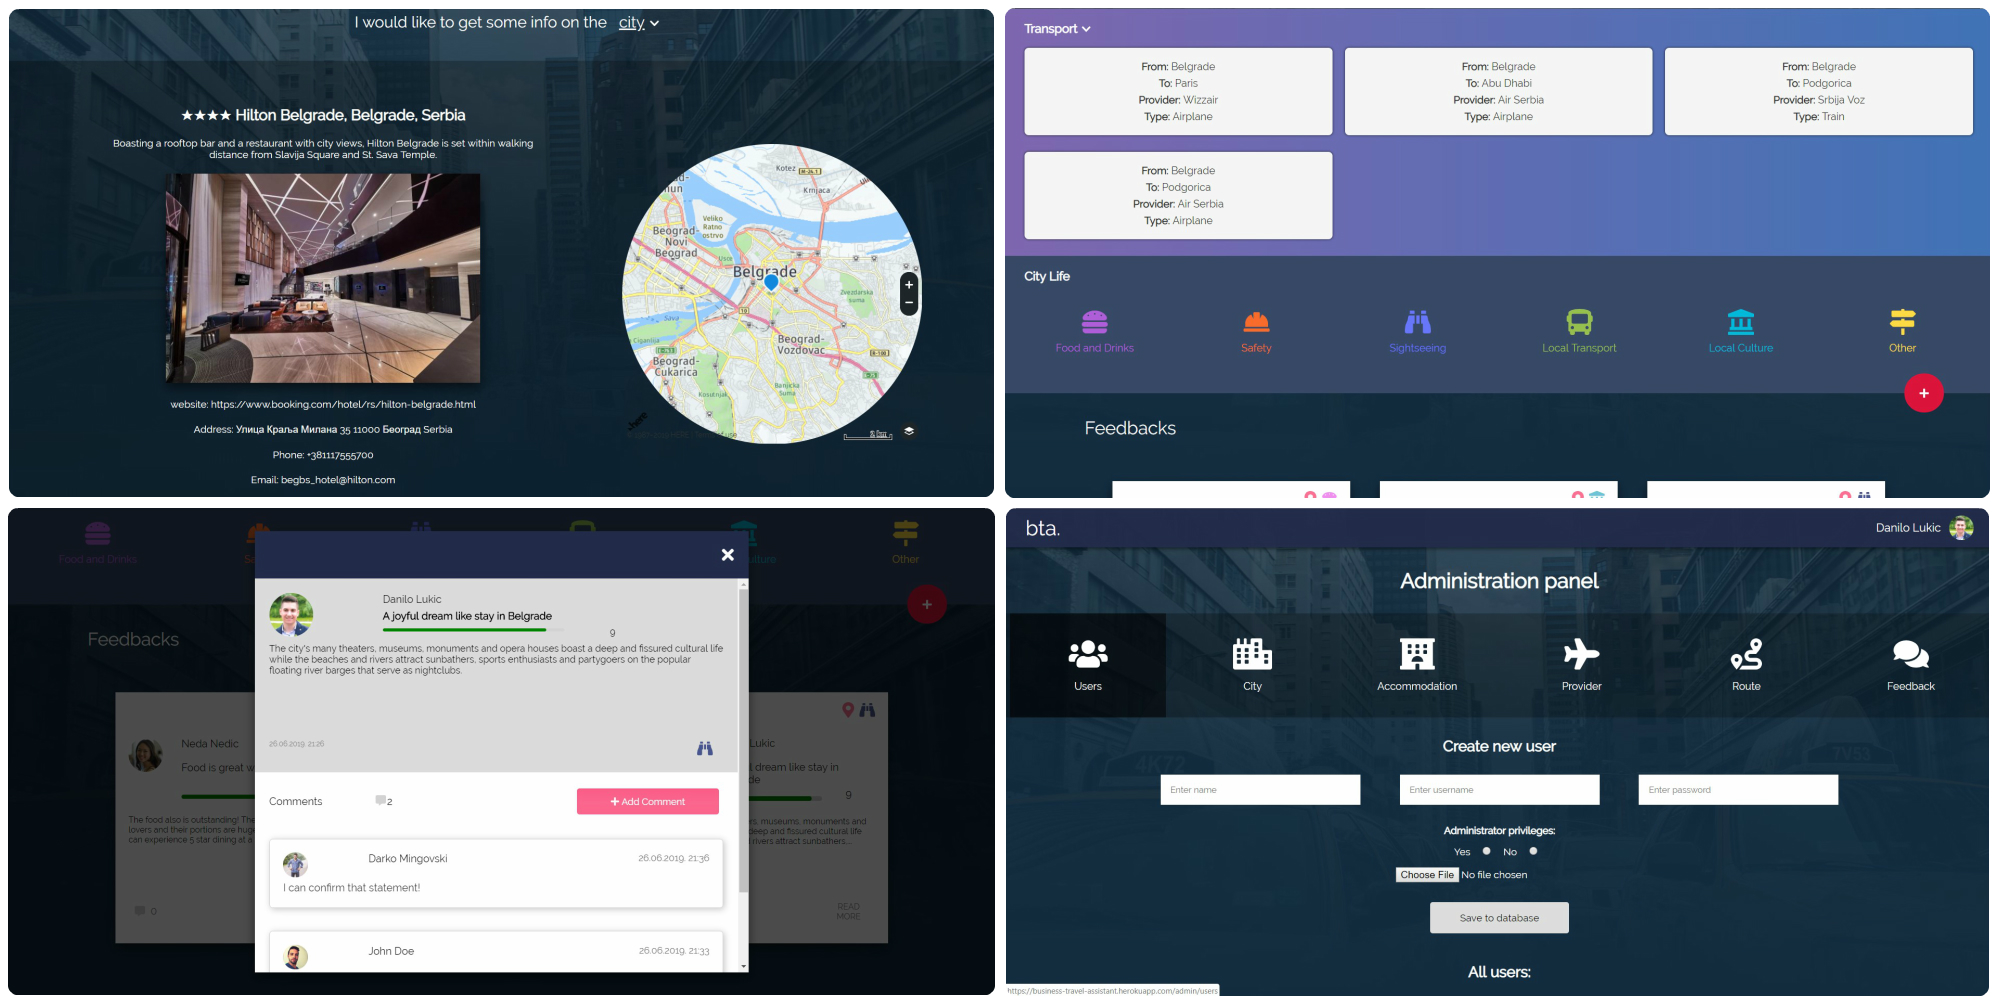 I would like to get some info on the city
★★★★ Hilton Belgrade, Belgrade, Serbia
Boasting a rooftop bar and a restaurant with city views, Hilton Belgrade is set within walking
distance from Slavija Square and St. Sava Temple.
website: https://www.booking.com/hotel/rs/hilton-belgrade.html
Address: Улица Краља Милана 35 11000 Београд Serbia
Phone: +381117555700
Email: begbs_hotel@hilton.com
Kotez
Krnjaca
Veliko
Ratno
ostrvo
Beograd-
Novi
Beograd
Usce
Belgrade
Zvezdarska
suma
10
Sava
Beograd-
Vozdovac
Beograd-
Cukarica
Kosutnjak
Banjicka
Suma
+
−
Transport
From: Belgrade
To: Paris
Provider: Wizzair
Type: Airplane
From: Belgrade
To: Abu Dhabi
Provider: Air Serbia
Type: Airplane
From: Belgrade
To: Podgorica
Provider: Srbija Voz
Type: Train
From: Belgrade
To: Podgorica
Provider: Air Serbia
Type: Airplane
City Life
Food and Drinks
Safety
Sightseeing
Local Transport
Local Culture
Other
+
Feedbacks
Food and Drinks
Other
+
Feedbacks
Neda Nedic
Food is great w
The food also is outstanding! The
lovers and their portions are huge
can experience 5 star dining at a
0
Danilo Lukic
A joyful dream like stay in Belgrade
9
The city's many theaters, museums, monuments and opera houses boast a deep and fissured cultural life
while the beaches and rivers attract sunbathers, sports enthusiasts and partygoers on the popular
floating river barges that serve as nightclubs.
26.06.2019. 21:26
Comments
2
+ Add Comment
Darko Mingovski
26.06.2019. 21:36
I can confirm that statement!
John Doe
26.06.2019. 21:33
Lukic
dream like stay in
de
9
s, museums, monuments and
deep and fissured cultural life
rivers attract sunbathers,...
READ
MORE
bta.
Danilo Lukic
Administration panel
Users
City
Accommodation
Provider
Route
Feedback
4K72
7V53
Create new user
Enter name
Enter username
Enter password
Administrator privileges:
Yes
No
Choose File No file chosen
Save to database
All users:
https://business-travel-assistant.herokuapp.com/admin/users